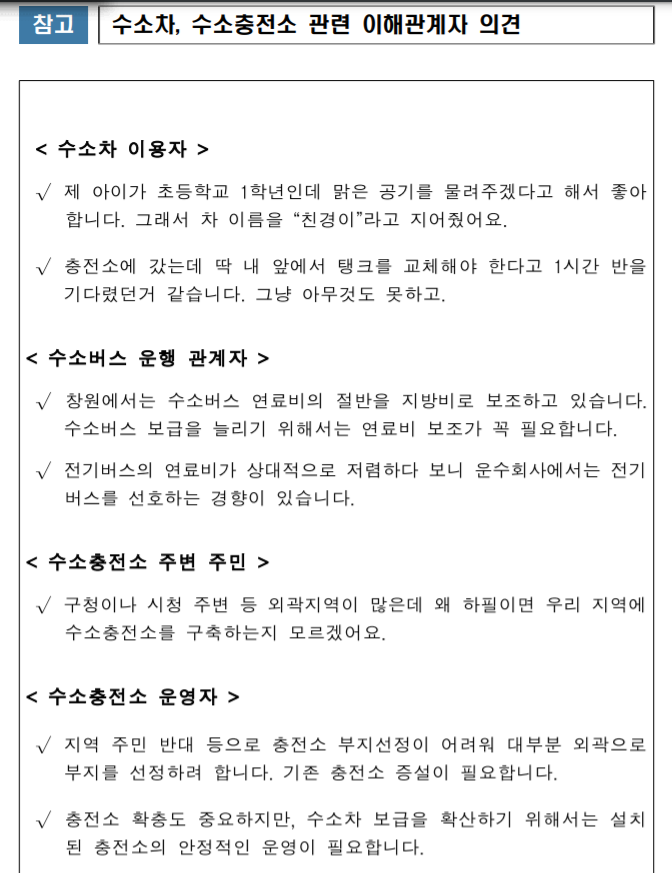 참고
수소차, 수소충전소 관련 이해관계자 의견
< 수소차 이용자 >
√ 제 아이가 초등학교 1학년인데 맑은 공기를 물려주겠다고 해서 좋아
합니다. 그래서 차 이름을 “친경이”라고 지어줬어요.
√ 충전소에 갔는데 딱 내 앞에서 탱크를 교체해야 한다고 1시간 반을
기다렸던거 같습니다. 그냥 아무것도 못하고.
< 수소버스 운행 관계자 >
√ 창원에서는 수소버스 연료비의 절반을 지방비로 보조하고 있습니다.
수소버스 보급을 늘리기 위해서는 연료비 보조가 꼭 필요합니다.
√ 전기버스의 연료비가 상대적으로 저렴하다 보니 운수회사에서는 전기
버스를 선호하는 경향이 있습니다.
< 수소충전소 주변 주민 >
√ 구청이나 시청 주변 등 외곽지역이 많은데 왜 하필이면 우리 지역에
수소충전소를 구축하는지 모르겠어요.
< 수소충전소 운영자 >
√ 지역 주민 반대 등으로 충전소 부지선정이 어려워 대부분 외곽으로
부지를 선정하려 합니다. 기존 충전소 증설이 필요합니다.
√ 충전소 확충도 중요하지만, 수소차 보급을 확산하기 위해서는 설치
된 충전소의 안정적인 운영이 필요합니다.